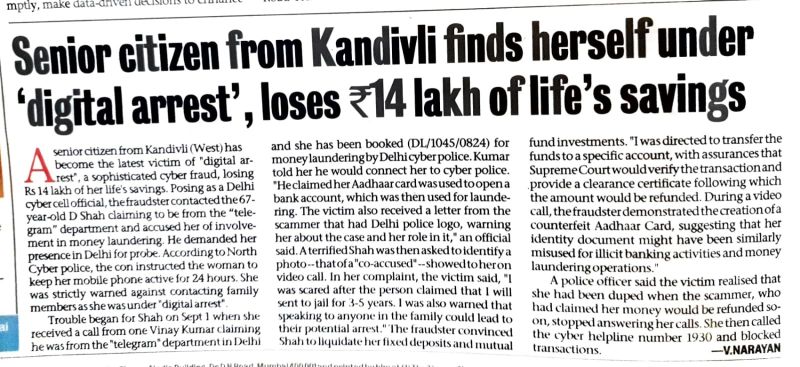 mptly, make data-driven decisions to enhance
Senior citizen from Kandivli finds herself under
'digital arrest', loses ₹14 lakh of life's savings
A senior citizen from Kandivli (West) has
become the latest victim of "digital ar-
rest", a sophisticated cyber fraud, losing
Rs 14 lakh of her life's savings. Posing as a Delhi
cyber cell official, the fraudster contacted the 67-
year-old D Shah claiming to be from the "tele-
gram" department and accused her of involve-
ment in money laundering. He demanded her
presence in Delhi for probe. According to North
Cyber police, the con instructed the woman to
keep her mobile phone active for 24 hours. She
was strictly warned against contacting family
members as she was under "digital arrest".
Trouble began for Shah on Sept 1 when she
received a call from one Vinay Kumar claiming
he was from the "telegram" department in Delhi
and she has been booked (DL/1045/0824) for
money laundering by Delhi cyber police. Kumar
told her he would connect her to cyber police.
"He claimed her Aadhaar card was used to open a
bank account, which was then used for launde-
ring. The victim also received a letter from the
scammer that had Delhi police logo, warning
her about the case and her role in it," an official
said. A terrified Shah was then asked to identify a
photo--that of a "co-accused"--showed to her on
video call. In her complaint, the victim said, "I
was scared after the person claimed that I will
sent to jail for 3-5 years. I was also warned that
speaking to anyone in the family could lead to
their potential arrest." The fraudster convinced
Shah to liquidate her fixed deposits and mutual
fund investments. "I was directed to transfer the
funds to a specific account, with assurances that
Supreme Court would verify the transaction and
provide a clearance certificate following which
the amount would be refunded. During a video
call, the fraudster demonstrated the creation of a
counterfeit Aadhaar Card, suggesting that her
identity document might have been similarly
misused for illicit banking activities and money
laundering operations."
A police officer said the victim realised that
she had been duped when the scammer, who
had claimed her money would be refunded so-
on, stopped answering her calls. She then called
the cyber helpline number 1930 and blocked
transactions. —V.NARAYAN